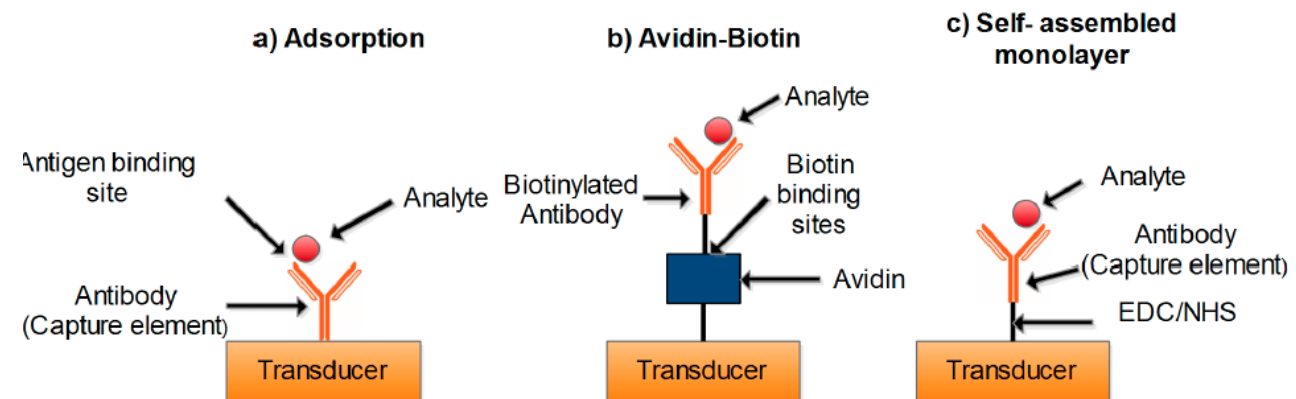 a) Adsorption
Antigen binding
site
Analyte
Antibody
(Capture element)
Transducer
b) Avidin-Biotin
Analyte
Biotinylated
Antibody
Biotin
binding
sites
Avidin
Transducer
c) Self- assembled
monolayer
Analyte
Antibody
(Capture element)
EDC/NHS
Transducer